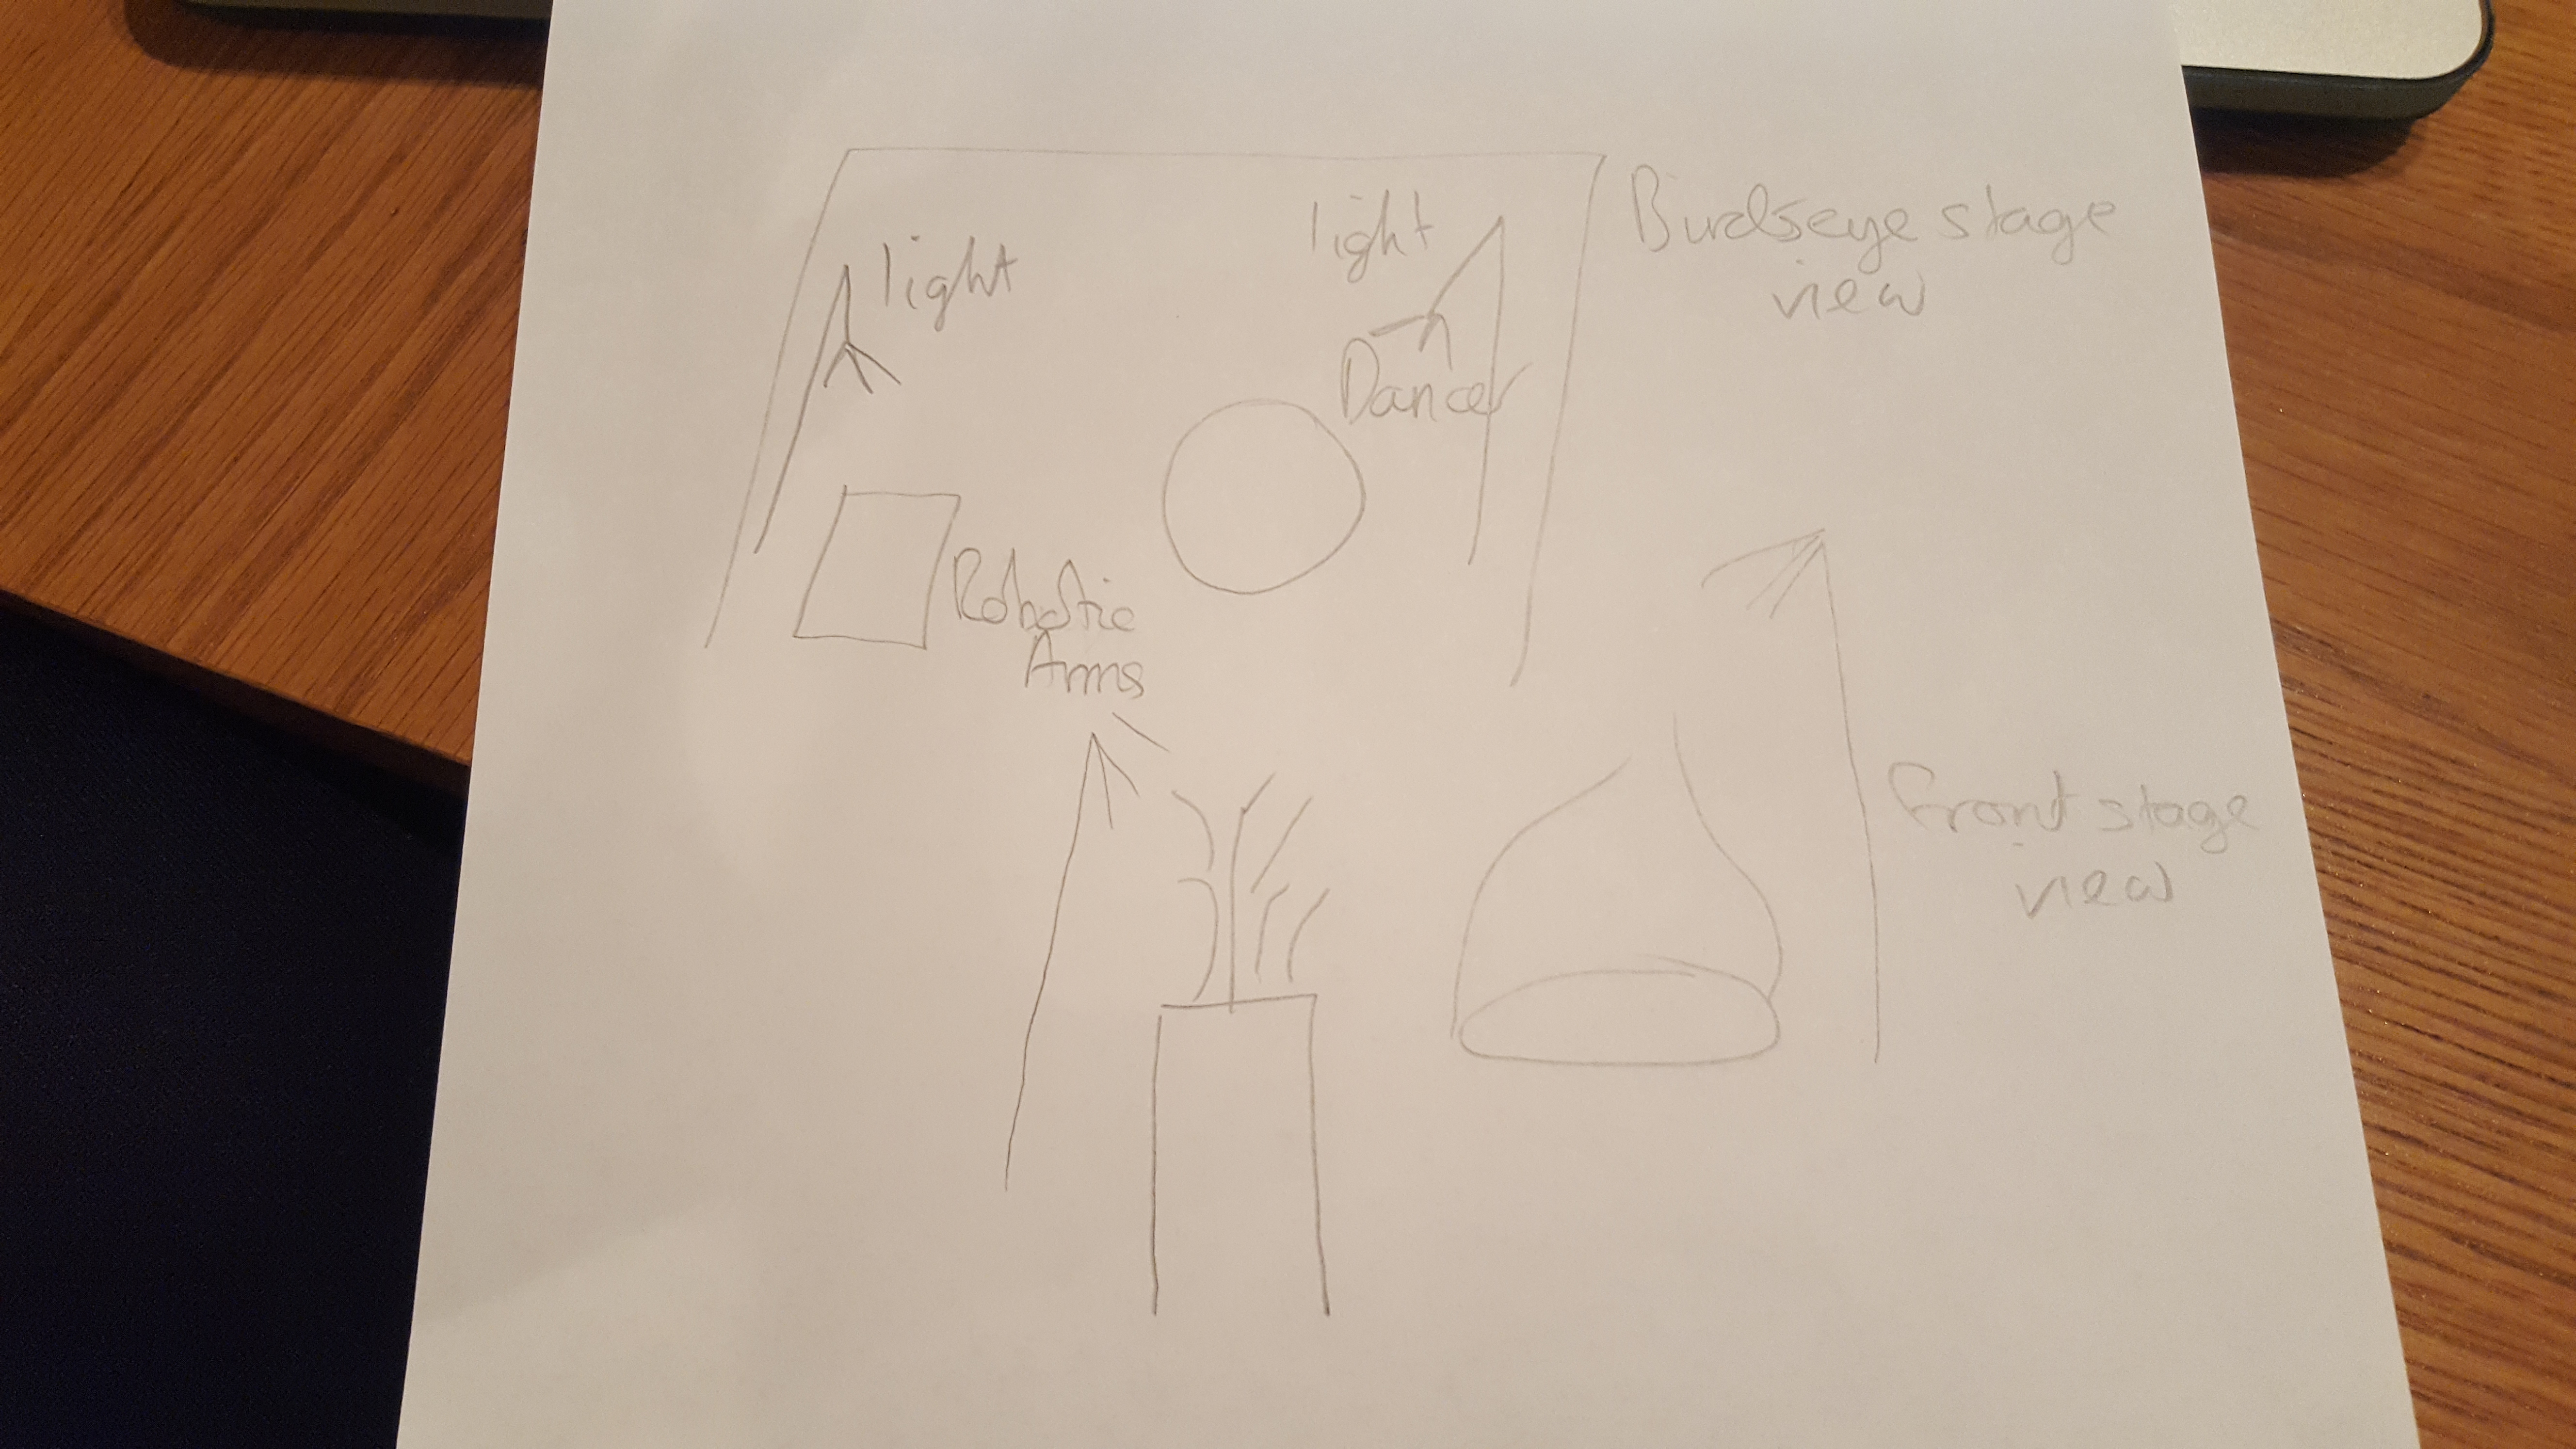 Birdseye stage
view
light
light
Dancer
Robotic
Arms
front stage
view